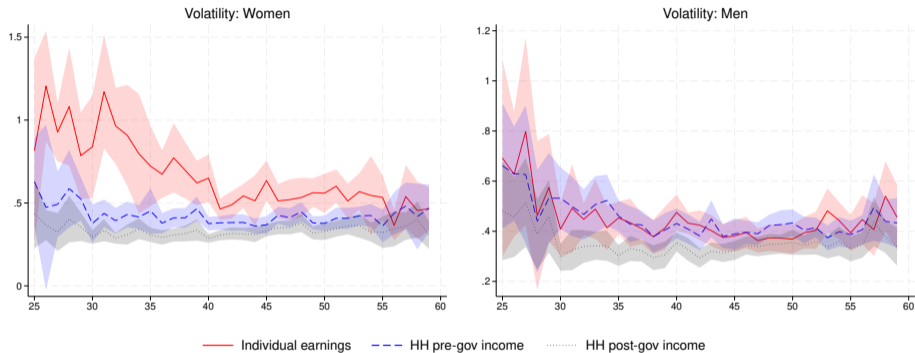 Volatility: Women
1.5
1
.5
0
25 30 35 40 45 50 55 60
Volatility: Men
1.2
1
.8
.6
.4
.2
25 30 35 40 45 50 55 60
Individual earnings HH pre-gov income HH post-gov income